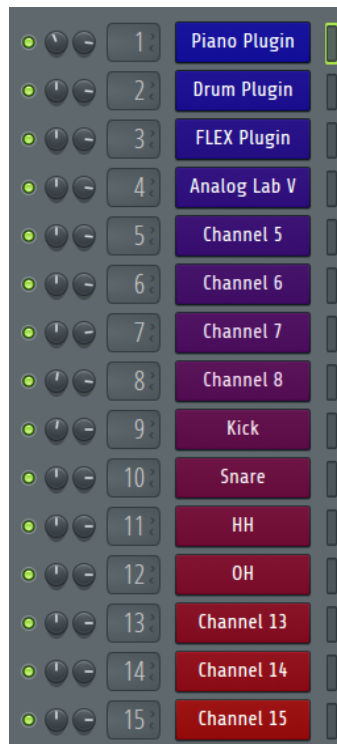 1 Piano Plugin
2 Drum Plugin
3 FLEX Plugin
4 Analog Lab V
5 Channel 5
6 Channel 6
7 Channel 7
8 Channel 8
9 Kick
10 Snare
11 HH
12 OH
13 Channel 13
14 Channel 14
15 Channel 15